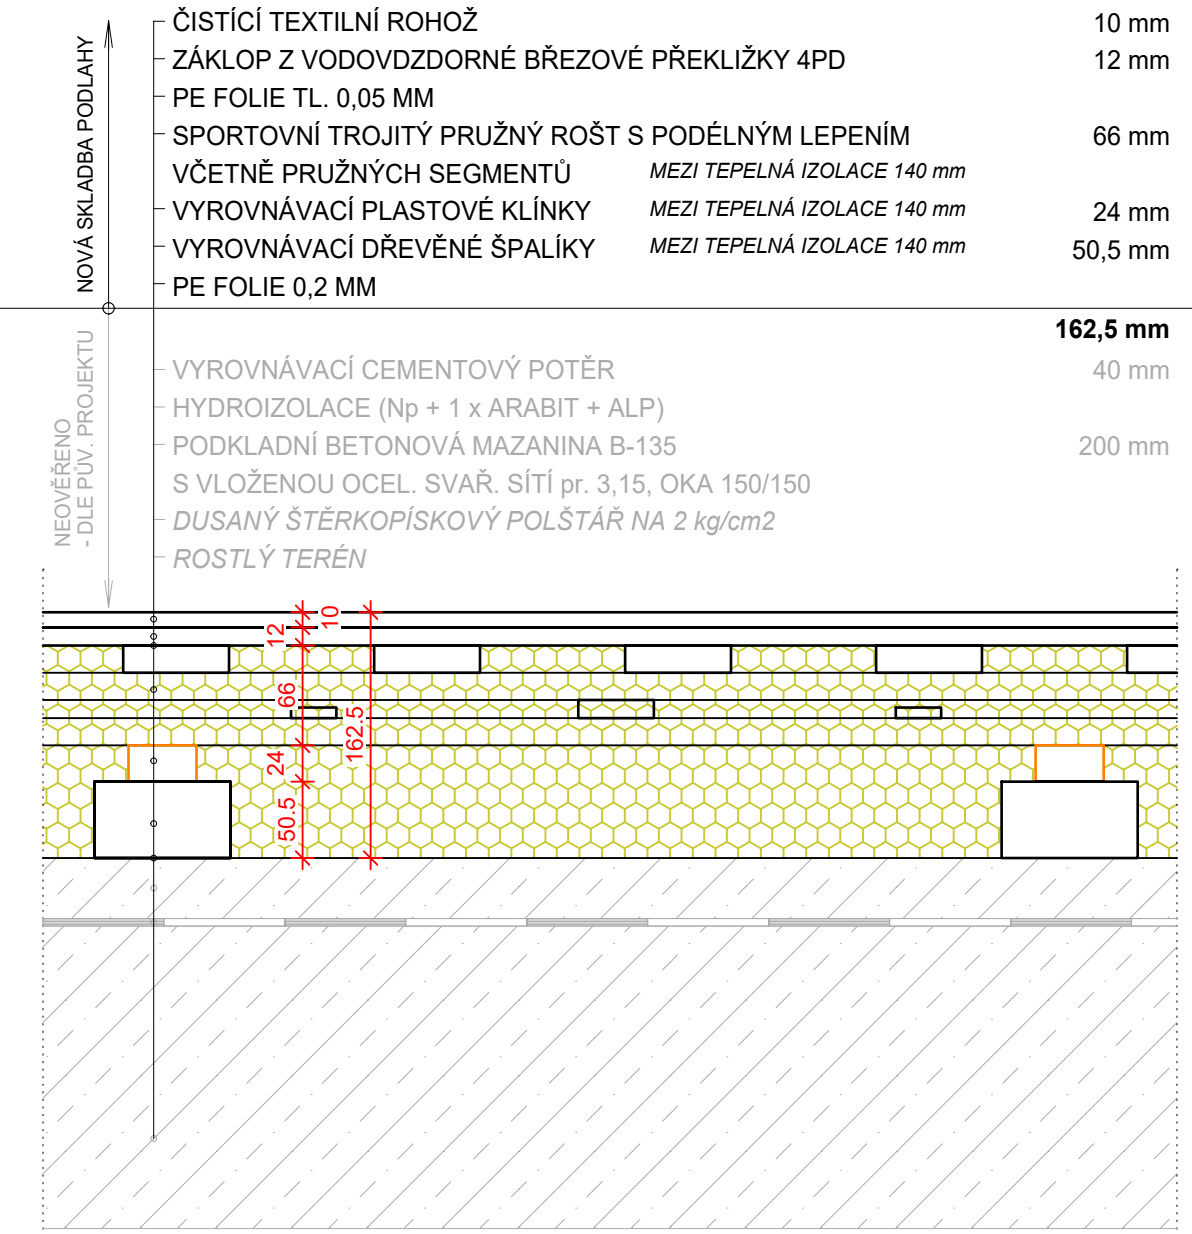 ČISTÍCÍ TEXTILNÍ ROHOŽ 10 mm
ZÁKLOP Z VODOVDZDORNÉ BŘEZOVÉ PŘEKLIŽKY 4PD 12 mm
PE FOLIE TL. 0,05 MM
SPORTOVNÍ TROJITÝ PRUŽNÝ ROŠT S PODÉLNÝM LEPENÍM 66 mm
VČETNĚ PRUŽNÝCH SEGMENTŮ MEZI TEPELNÁ IZOLACE 140 mm
VYROVNÁVACÍ PLASTOVÉ KLÍNKY MEZI TEPELNÁ IZOLACE 140 mm 24 mm
VYROVNÁVACÍ DŘEVĚNÉ ŠPALÍKY MEZI TEPELNÁ IZOLACE 140 mm 50,5 mm
PE FOLIE 0,2 MM
NOVÁ SKLADBA PODLAHY
162,5 mm
VYROVNÁVACÍ CEMENTOVÝ POTĚR 40 mm
HYDROIZOLACE (Np + 1 x ARABIT + ALP)
PODKLADNÍ BETONOVÁ MAZANINA B-135 200 mm
S VLOŽENOU OCEL. SVAŘ. SÍTÍ pr. 3,15, OKA 150/150
DUSANÝ ŠTĚRKOPÍSKOVÝ POLŠTÁŘ NA 2 kg/cm2
ROSTLÝ TERÉN
NEOVĚŘENO
- DLE PŮV. PROJEKTU
10
12
66
162.5
24
50.5